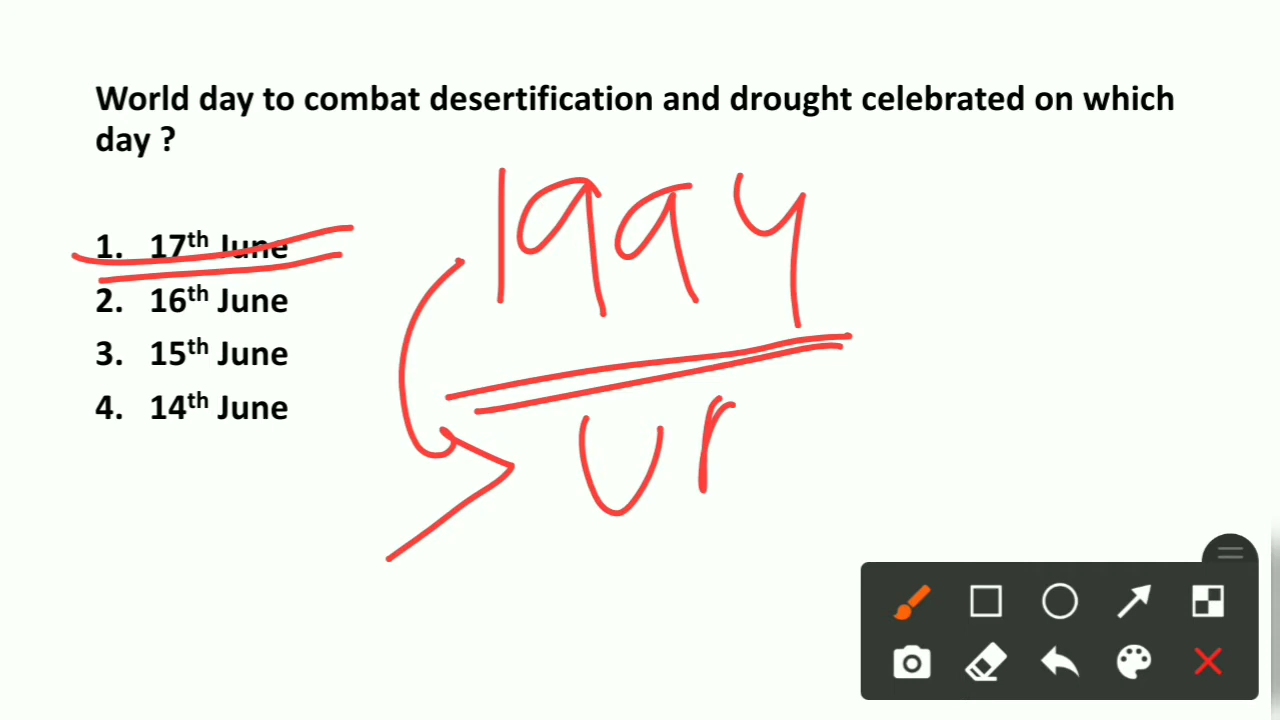 World day to combat desertification and drought celebrated on which
day ?
1. 17th June
2. 16th June
3. 15th June
4. 14th June
1994
Ur